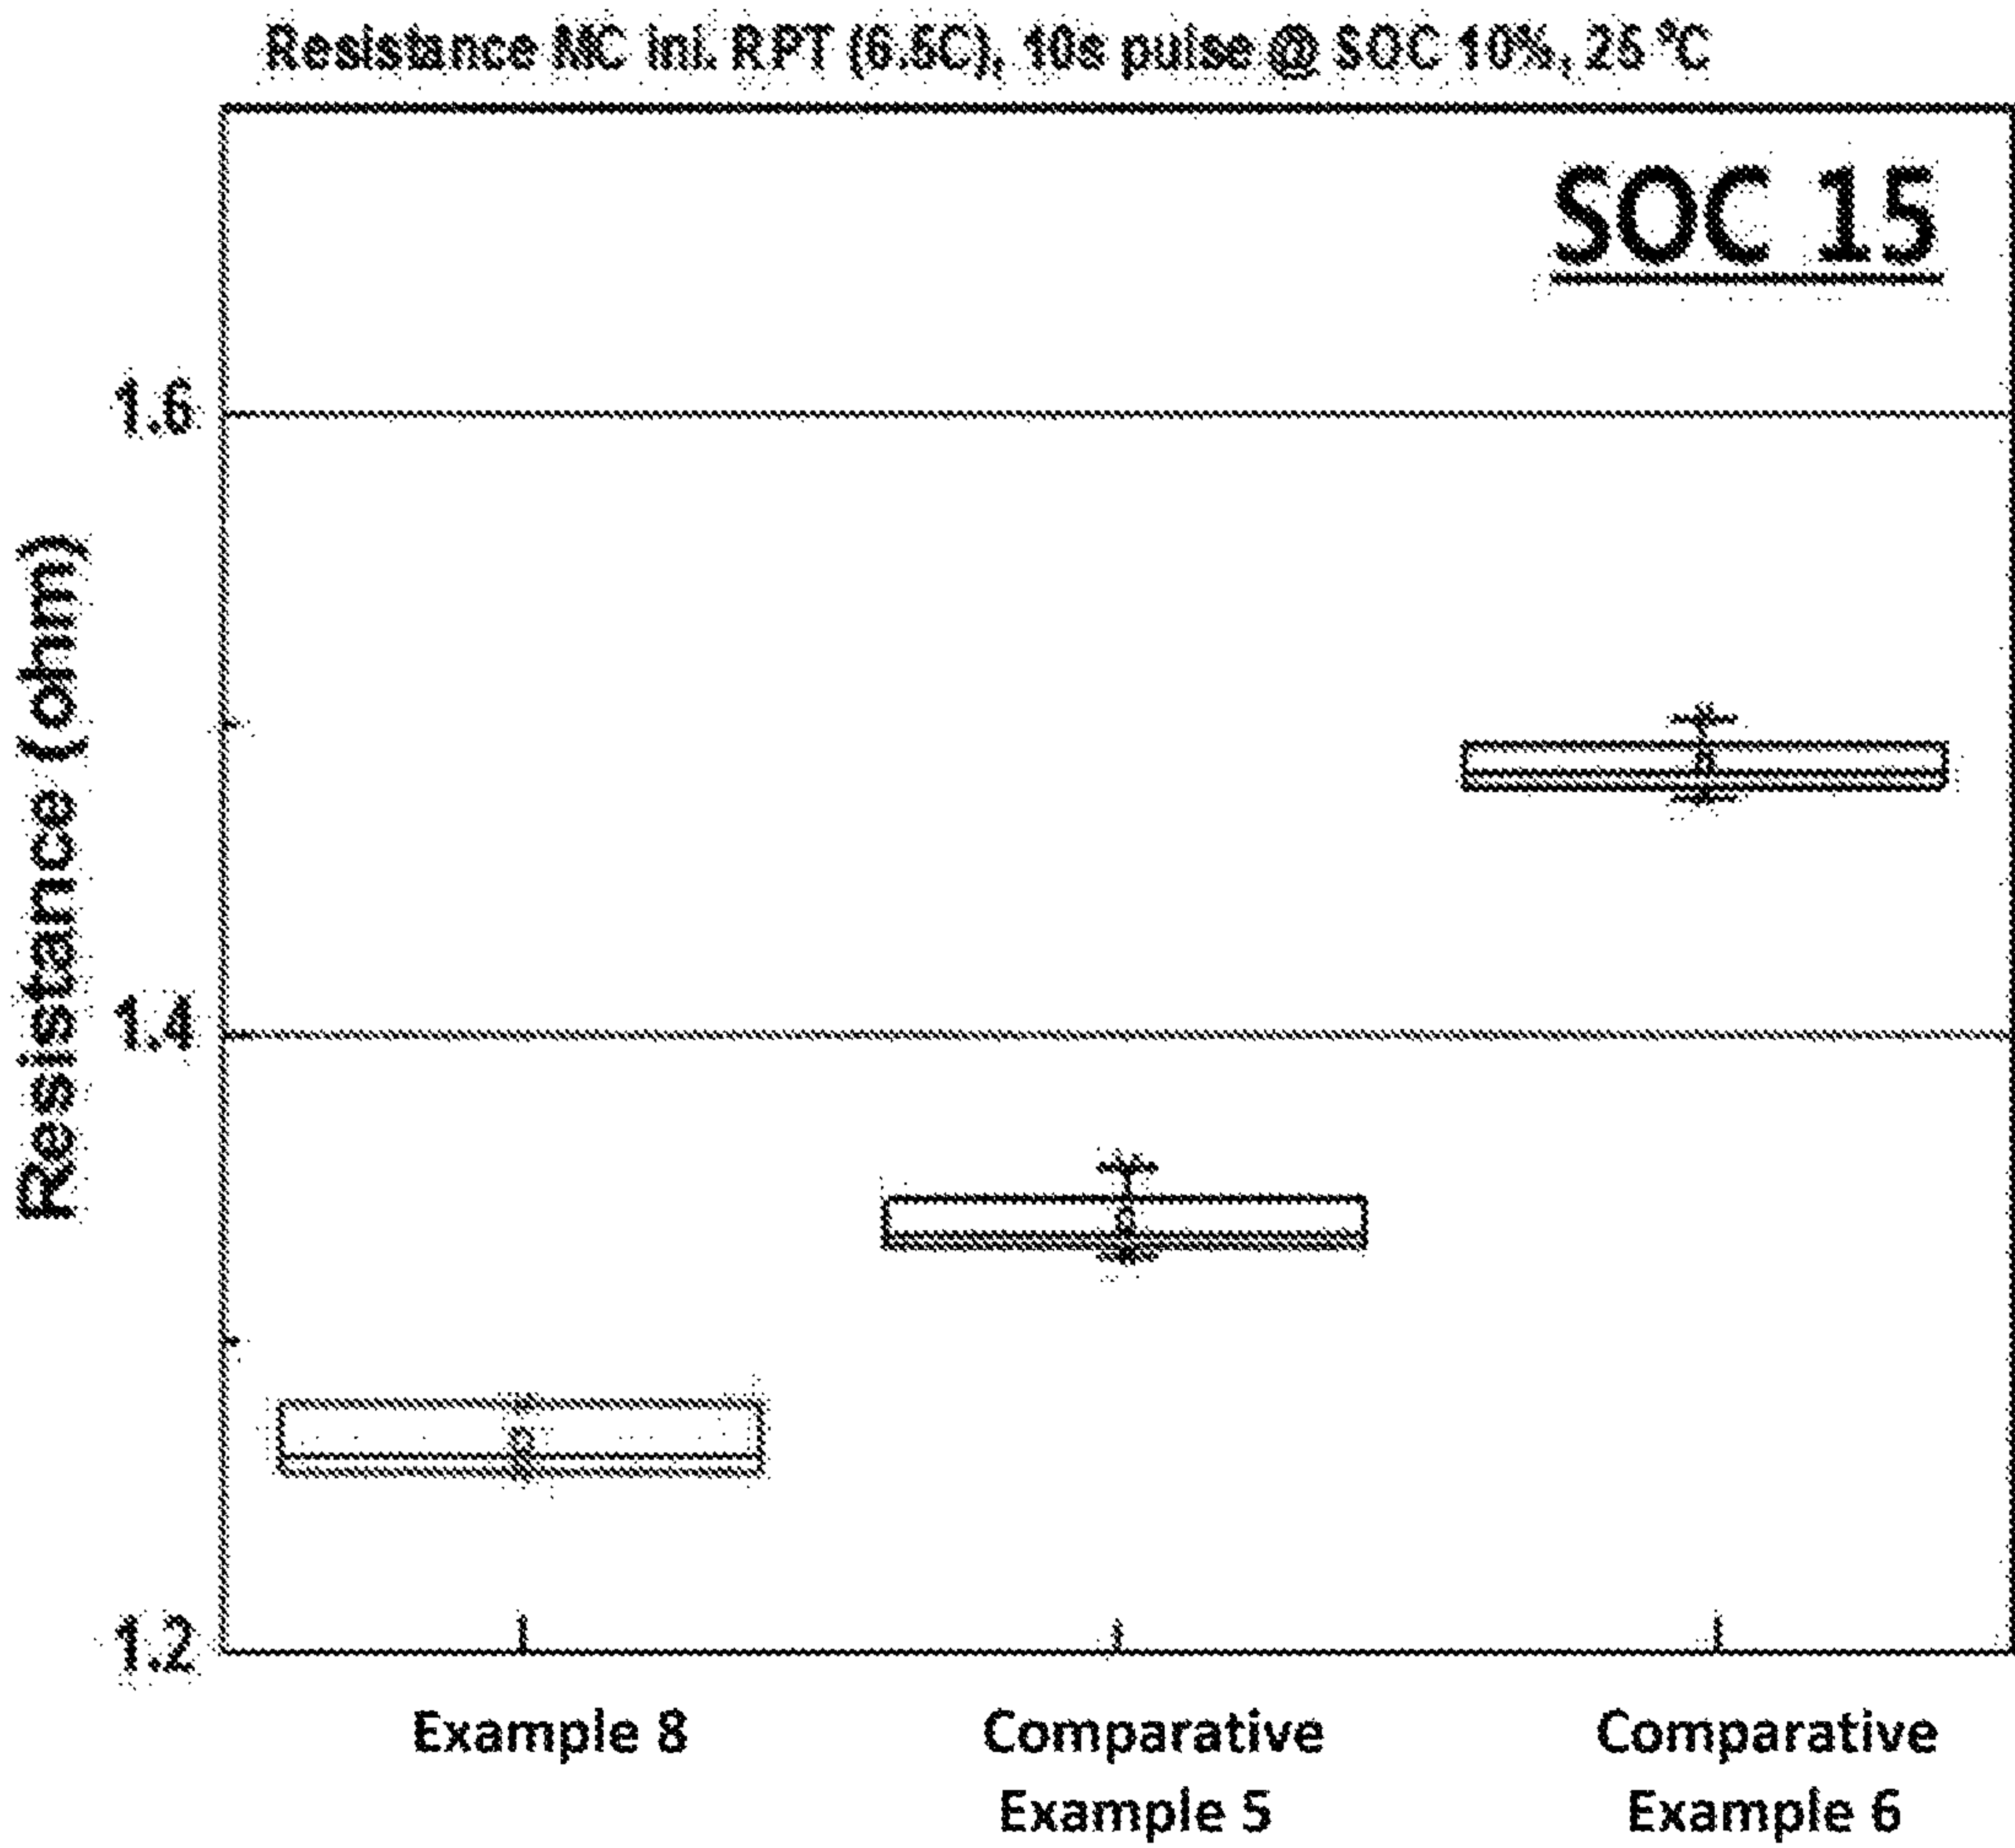 Resistance MC ini. RPT (6.5C), 10s pulse @ SOC 10%, 25 °C
SOC 15
Resistance (ohm)
1.6
1.4
1.2
Example 8
Comparative
Example 5
Comparative
Example 6